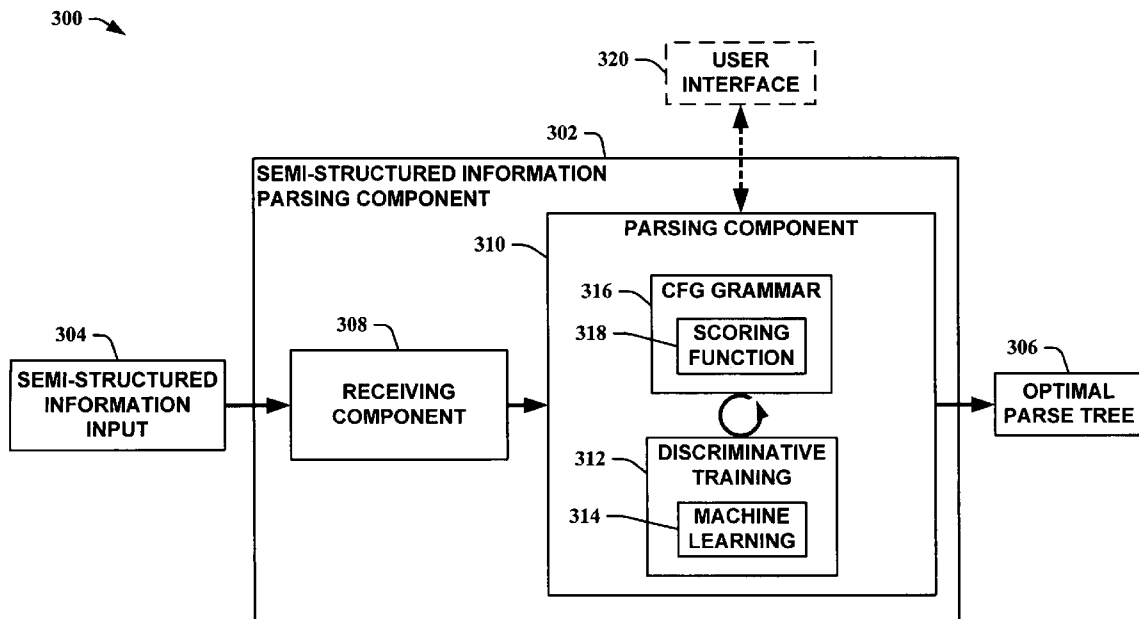 300
320
USER
INTERFACE
302
SEMI-STRUCTURED INFORMATION
PARSING COMPONENT
310
PARSING COMPONENT
316
CFG GRAMMAR
318
SCORING
FUNCTION
304
SEMI-STRUCTURED
INFORMATION
INPUT
308
RECEIVING
COMPONENT
306
OPTIMAL
PARSE TREE
312
DISCRIMINATIVE
TRAINING
314
MACHINE
LEARNING